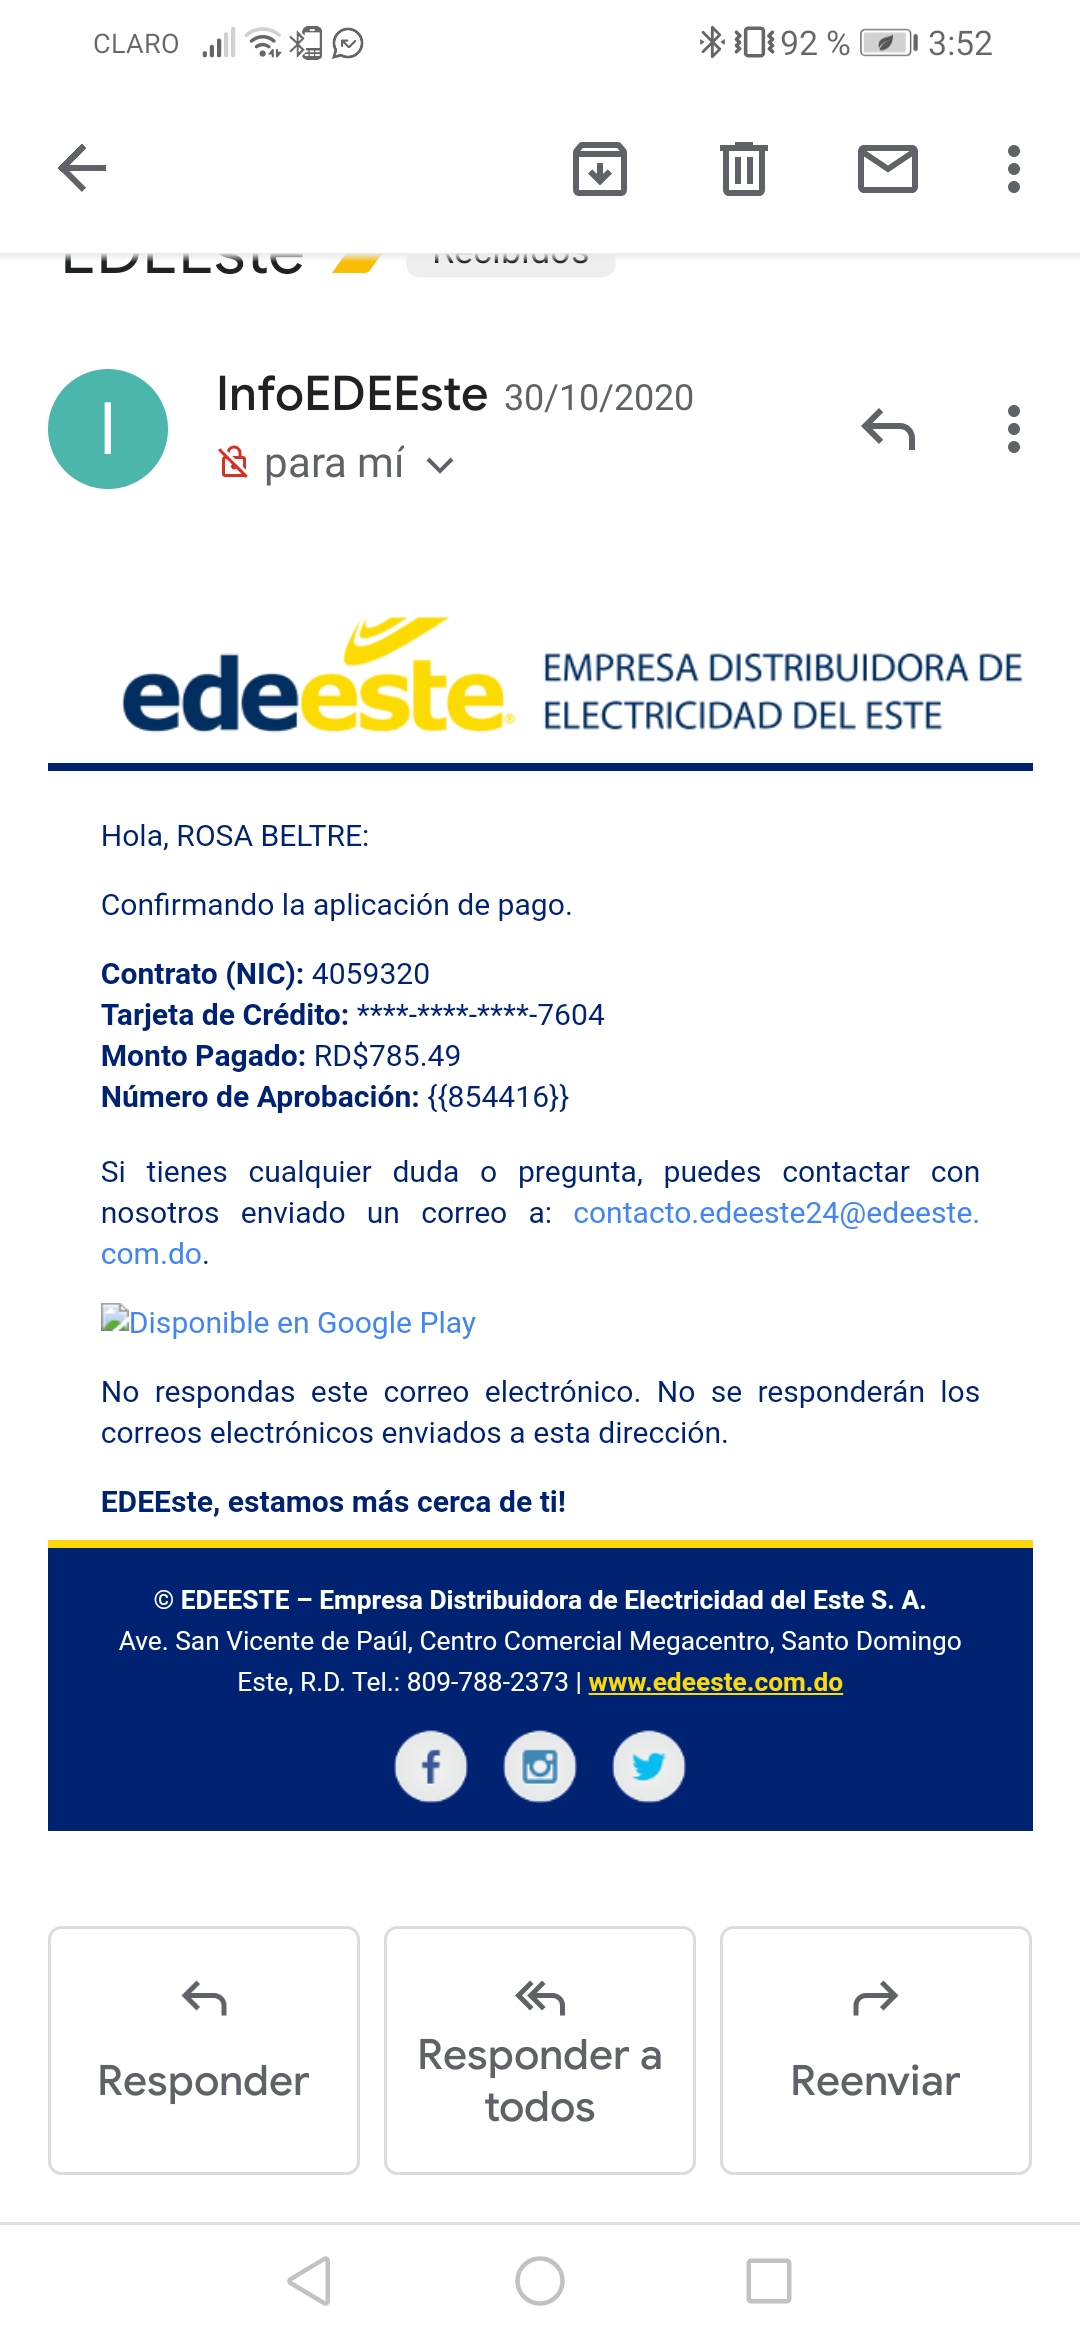 CLARO 92 % 3:52
EDEEste Recibidos
InfoEDEEste 30/10/2020
para mí
edeeste® EMPRESA DISTRIBUIDORA DE
ELECTRICIDAD DEL ESTE
Hola, ROSA BELTRE:
Confirmando la aplicación de pago.
Contrato (NIC): 4059320
Tarjeta de Crédito: ****-****-****-7604
Monto Pagado: RD$785.49
Número de Aprobación: {{854416}}
Si tienes cualquier duda o pregunta, puedes contactar con
nosotros enviado un correo a: contacto.edeeste24@edeeste.
com.do.
Disponible en Google Play
No respondas este correo electrónico. No se responderán los
correos electrónicos enviados a esta dirección.
EDEEste, estamos más cerca de ti!
© EDEESTE – Empresa Distribuidora de Electricidad del Este S. A.
Ave. San Vicente de Paúl, Centro Comercial Megacentro, Santo Domingo
Este, R.D. Tel.: 809-788-2373 | www.edeeste.com.do
Responder
Responder a
todos
Reenviar